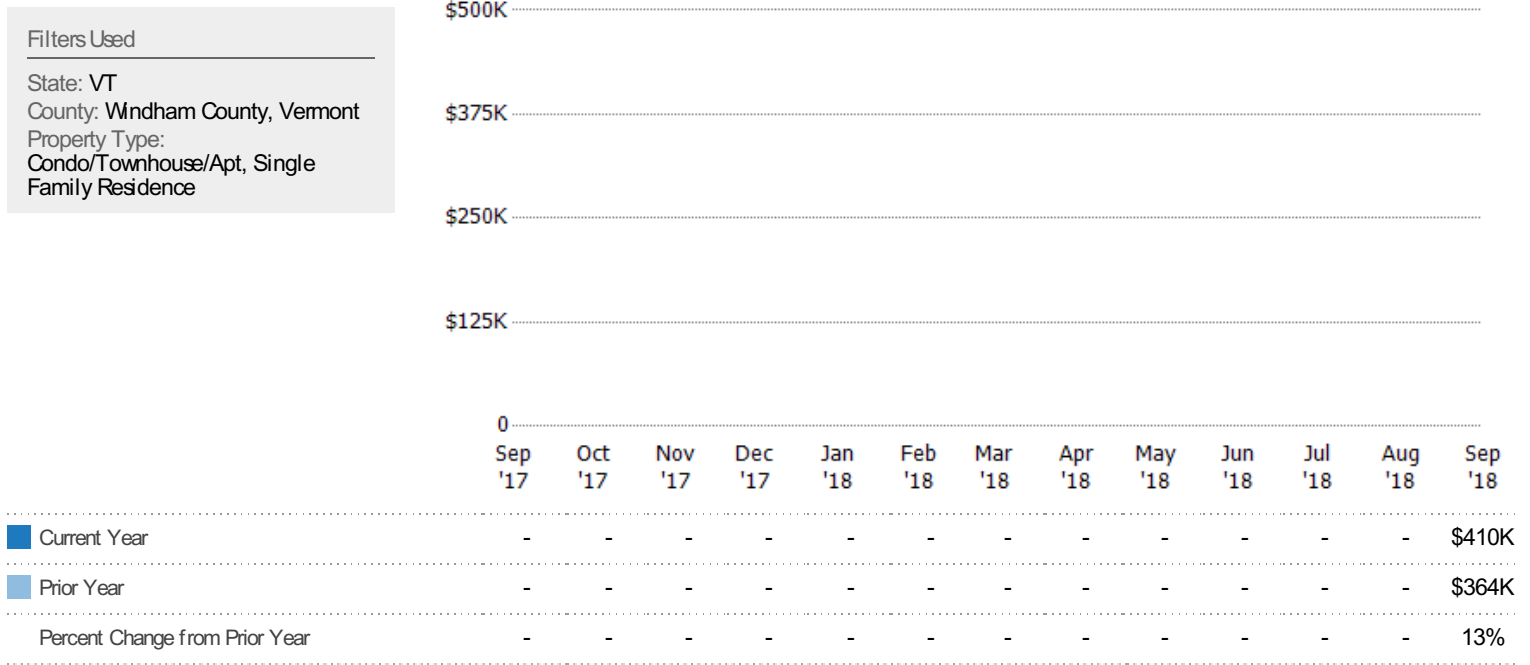 Filters Used
State: VT
County: Windham County, Vermont
Property Type:
Condo/Townhouse/Apt, Single
Family Residence
$500K
$375K
$250K
$125K
0
Sep Oct Nov Dec Jan Feb Mar Apr May Jun Jul Aug Sep
'17 '17 '17 '17 '18 '18 '18 '18 '18 '18 '18 '18 '18
Current Year - - - - - - - - - - - - $410K
Prior Year - - - - - - - - - - - - $364K
Percent Change from Prior Year - - - - - - - - - - - - 13%